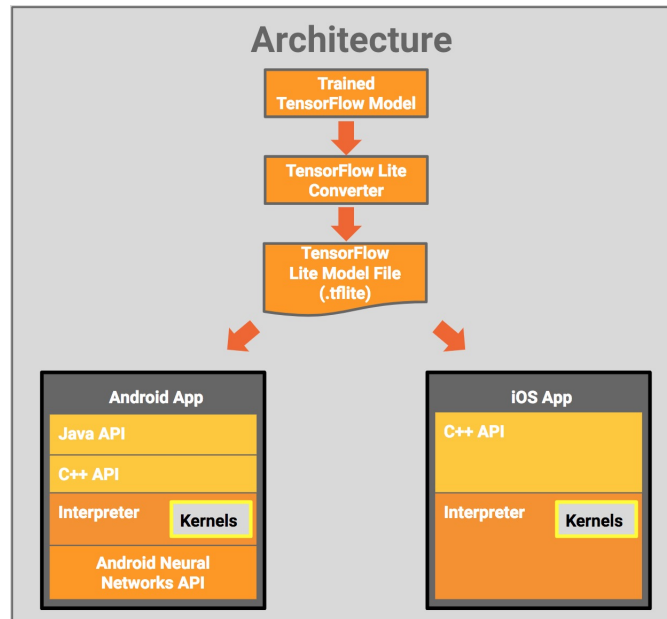 Architecture
Trained
TensorFlow Model
TensorFlow Lite
Converter
TensorFlow
Lite Model File
(.tflite)
Android App
Java API
C++ API
Interpreter
Kernels
Android Neural
Networks API
iOS App
C++ API
Interpreter
Kernels